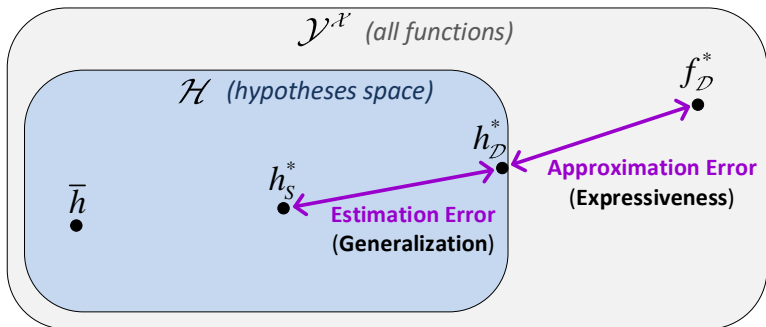 𝒴^𝒳 (all functions)
ℋ (hypotheses space)
f*_𝒟
h*_𝒟
h*_S
h̅
Approximation Error
(Expressiveness)
Estimation Error
(Generalization)